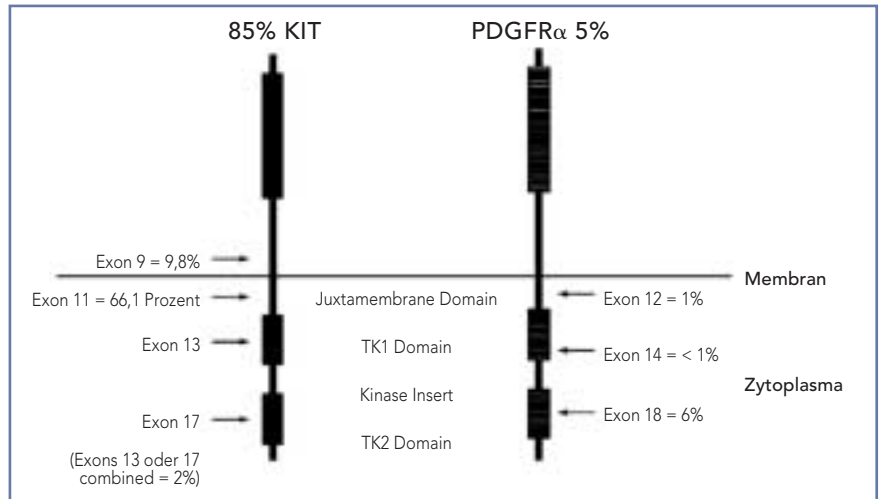 85% KIT
PDGFRα 5%
Exon 9 = 9,8%
Membran
Exon 11 = 66,1 Prozent
Juxtamembrane Domain
Exon 12 = 1%
Exon 13
TK1 Domain
Exon 14 = < 1%
Kinase Insert
Zytoplasma
Exon 17
Exon 18 = 6%
TK2 Domain
(Exons 13 oder 17
combined = 2%)